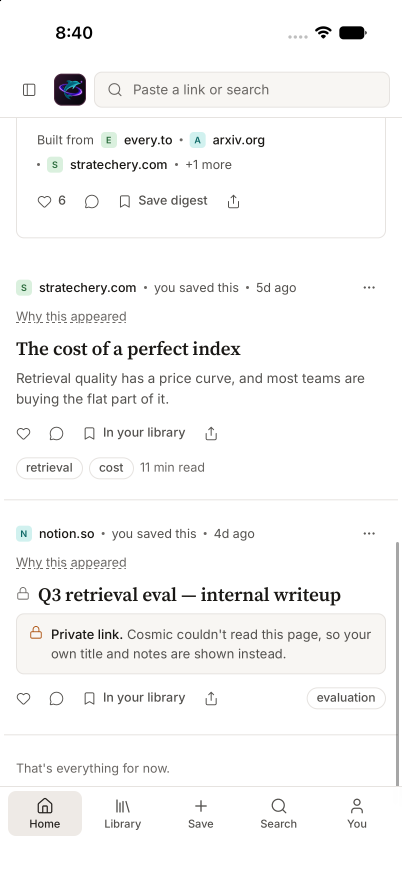 8:40
Paste a link or search
Built from E every.to • A arxiv.org
• S stratechery.com • +1 more
6 Save digest
S stratechery.com • you saved this • 5d ago
Why this appeared
The cost of a perfect index
Retrieval quality has a price curve, and most teams are
buying the flat part of it.
In your library
retrieval cost 11 min read
N notion.so • you saved this • 4d ago
Why this appeared
Q3 retrieval eval — internal writeup
Private link. Cosmic couldn't read this page, so your
own title and notes are shown instead.
In your library evaluation
That's everything for now.
Home Library Save Search You